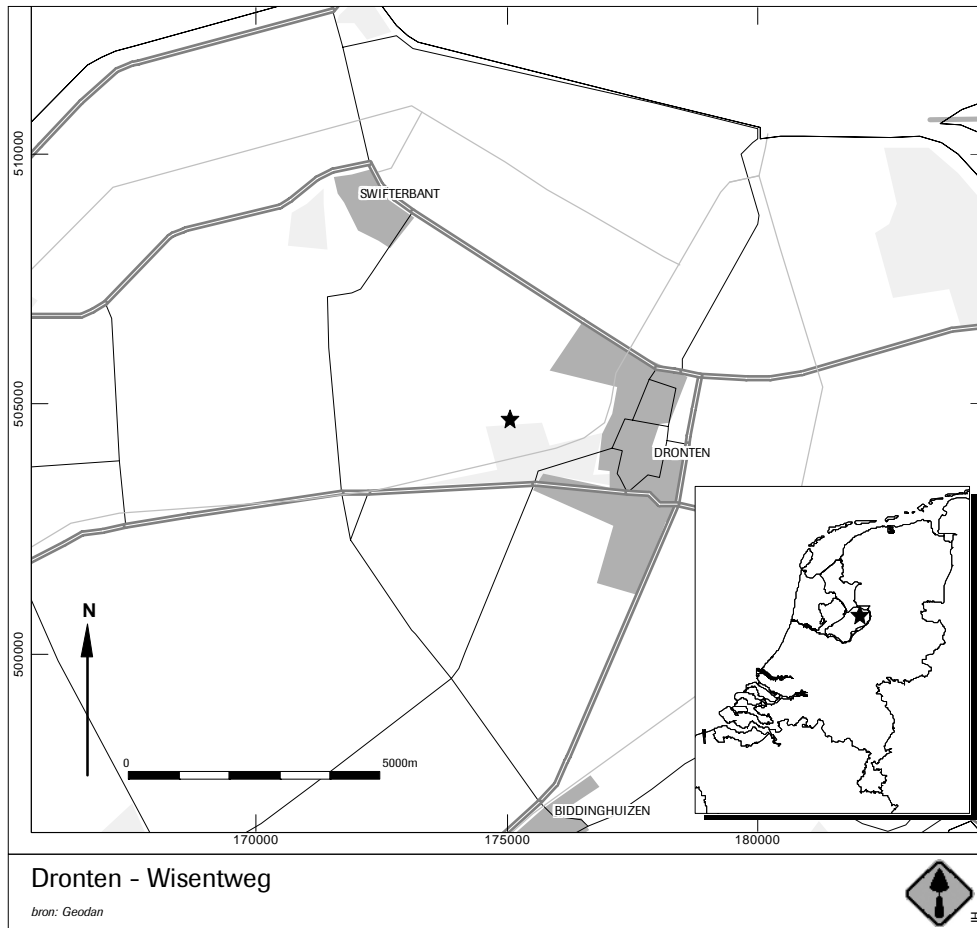 510000
505000
500000
SWIFTERBANT
DRONTEN
BIDDINGHUIZEN
N
0 5000m
170000 175000 180000
Dronten - Wisentweg
bron: Geodan